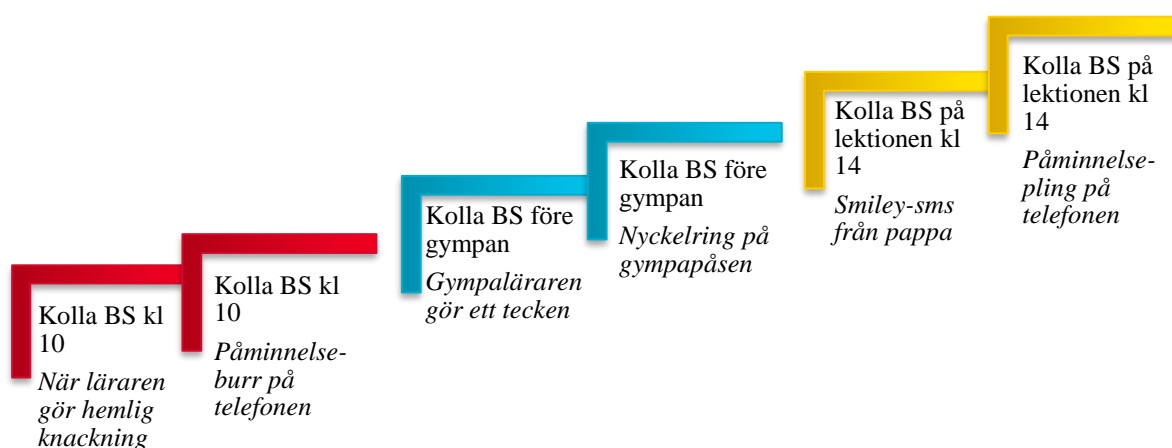 Kolla BS kl
10
När läraren
gör hemlig
knackning
Kolla BS kl
10
Påminnelse-
burr på
telefonen
Kolla BS före
gympan
Gympaläraren
gör ett tecken
Kolla BS före
gympan
Nyckelring på
gympapåsen
Kolla BS på
lektionen kl
14
Smiley-sms
från pappa
Kolla BS på
lektionen kl
14
Påminnelse-
pling på
telefonen